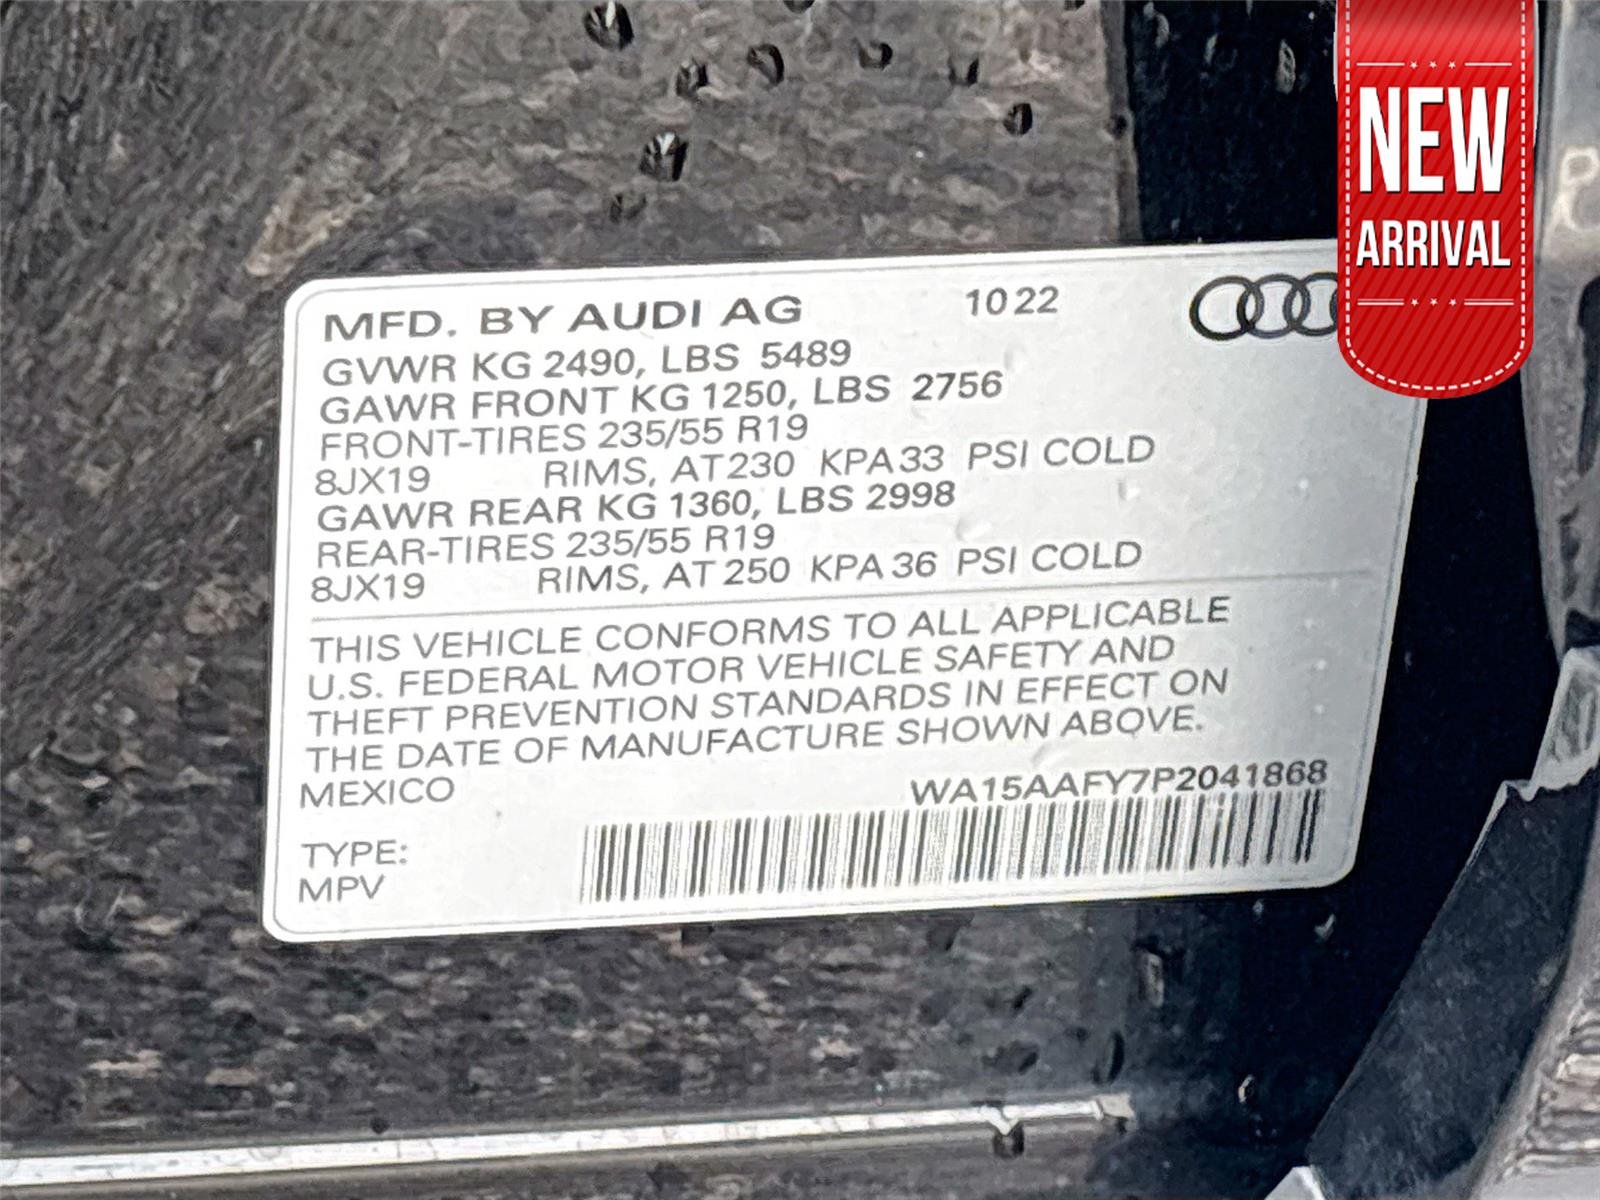 NEW
ARRIVAL
MFD. BY AUDI AG 10 22
GVWR KG 2490, LBS 5489
GAWR FRONT KG 1250, LBS 2756
FRONT-TIRES 235/55 R19
8JX19 RIMS, AT 230 KPA 33 PSI COLD
GAWR REAR KG 1360, LBS 2998
REAR-TIRES 235/55 R19
8JX19 RIMS, AT 250 KPA 36 PSI COLD
THIS VEHICLE CONFORMS TO ALL APPLICABLE
U.S. FEDERAL MOTOR VEHICLE SAFETY AND
THEFT PREVENTION STANDARDS IN EFFECT ON
THE DATE OF MANUFACTURE SHOWN ABOVE.
MEXICO WA15AAFY7P2041868
TYPE:
MPV